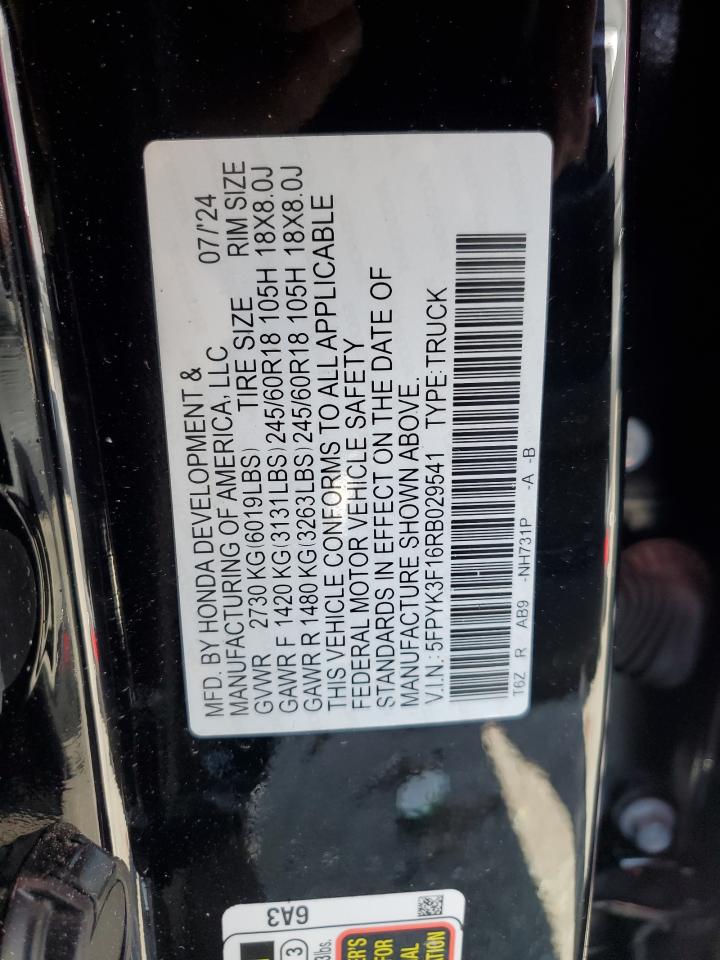 MFD. BY HONDA DEVELOPMENT &
MANUFACTURING OF AMERICA, LLC 07/'24
GVWR 2730 KG(6019LBS) TIRE SIZE RIM SIZE
GAWR F 1420 KG(3131LBS)245/60R18 105H 18X8.0J
GAWR R 1480 KG(3263LBS)245/60R18 105H 18X8.0J
THIS VEHICLE CONFORMS TO ALL APPLICABLE
FEDERAL MOTOR VEHICLE SAFETY
STANDARDS IN EFFECT ON THE DATE OF
MANUFACTURE SHOWN ABOVE.
V.I.N.: 5FPYK3F16RB029541 TYPE: TRUCK
T6Z R AB9 -NH731P -A -B
6A3
3
FOR